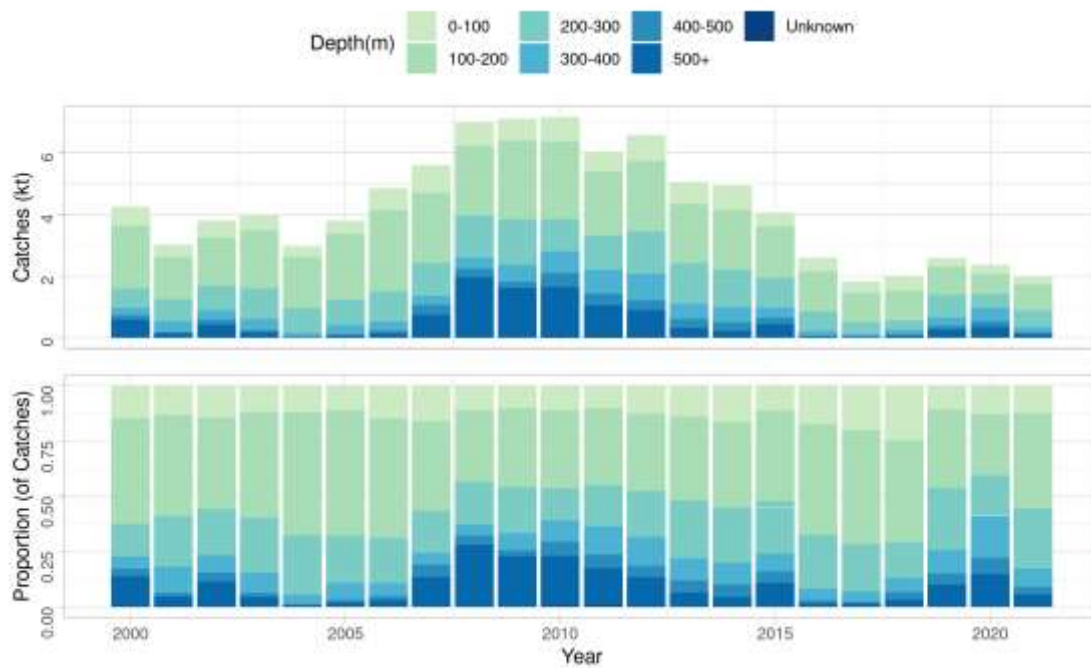 Depth(m)
0-100 200-300 400-500 Unknown
100-200 300-400 500+
Catches (kt)
6
4
2
0
Proportion (of Catches)
1.00
0.75
0.50
0.25
0.00
2000 2005 2010 2015 2020
Year